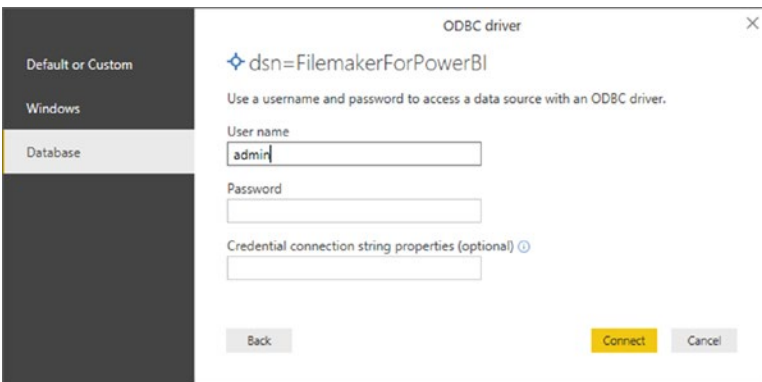 ODBC driver
Default or Custom
Windows
Database
dsn=FilemakerForPowerBI
Use a username and password to access a data source with an ODBC driver.
User name
admin
Password
Credential connection string properties (optional)
Back
Connect
Cancel